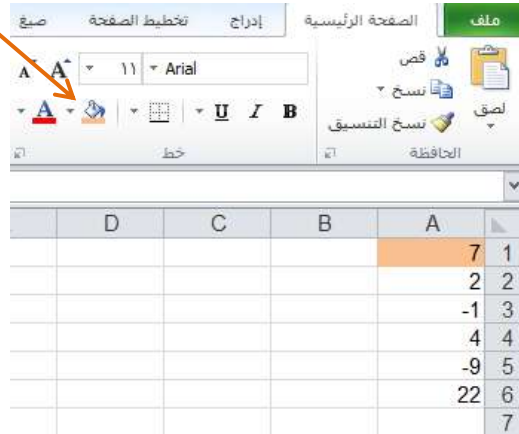 ملف الصفحة الرئيسية إدراج تخطيط الصفحة صيغ
لصق
قص
نسخ
نسخ التنسيق
الحافظة
Arial ١١ A A
B I U A
خط
A B C D
1 7
2 2
3 -1
4 4
5 -9
6 22
7